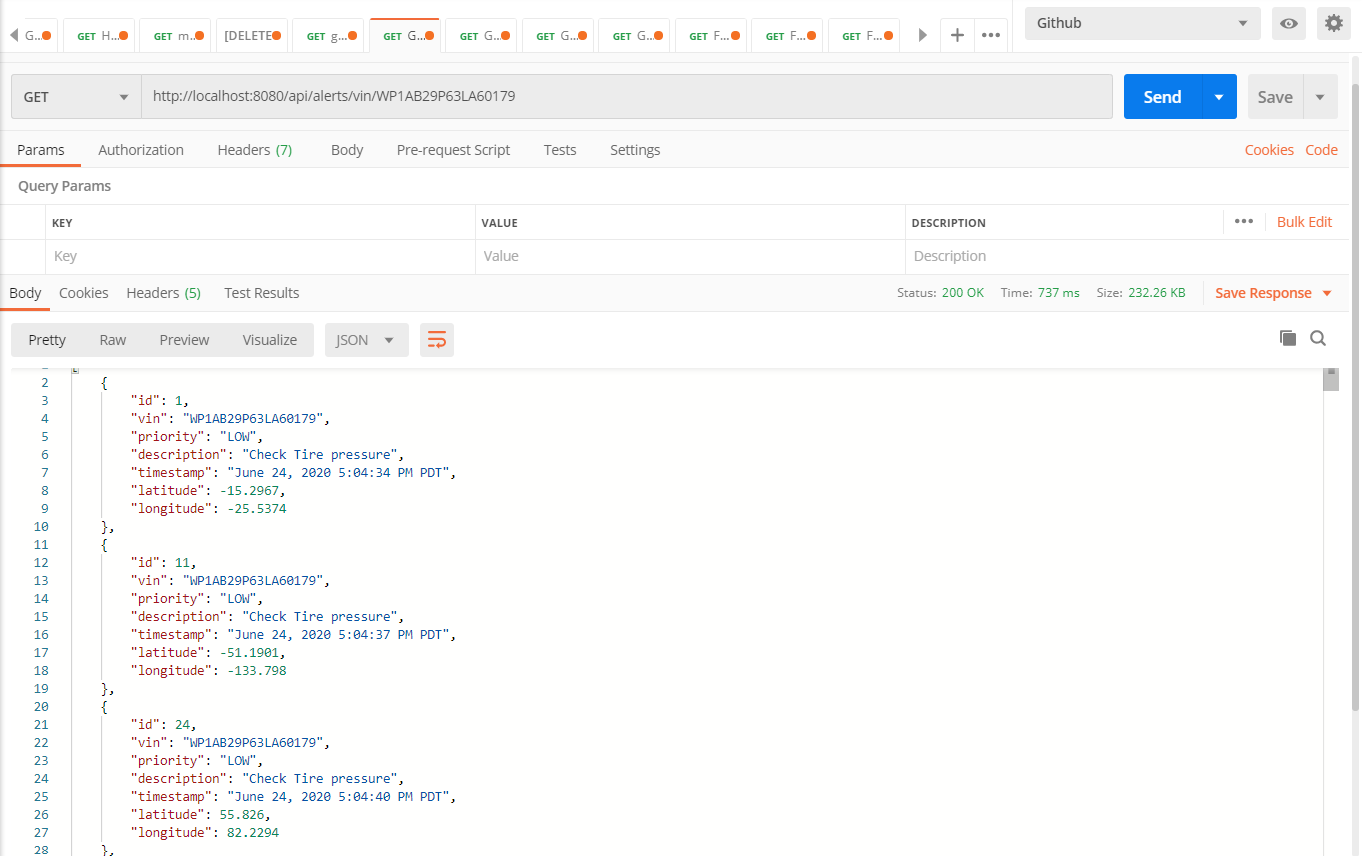 G... GET H... GET m... [DELETE GET g... GET G... GET G... GET G... GET G... GET F... GET F... GET F... Github
GET http://localhost:8080/api/alerts/vin/WP1AB29P63LA60179 Send Save
Params Authorization Headers (7) Body Pre-request Script Tests Settings Cookies Code
Query Params
KEY VALUE DESCRIPTION ••• Bulk Edit
Key Value Description
Body Cookies Headers (5) Test Results Status: 200 OK Time: 737 ms Size: 232.26 KB Save Response
Pretty Raw Preview Visualize JSON
2 {
3 "id": 1,
4 "vin": "WP1AB29P63LA60179",
5 "priority": "LOW",
6 "description": "Check Tire pressure",
7 "timestamp": "June 24, 2020 5:04:34 PM PDT",
8 "latitude": -15.2967,
9 "longitude": -25.5374
10 },
11 {
12 "id": 11,
13 "vin": "WP1AB29P63LA60179",
14 "priority": "LOW",
15 "description": "Check Tire pressure",
16 "timestamp": "June 24, 2020 5:04:37 PM PDT",
17 "latitude": -51.1901,
18 "longitude": -133.798
19 },
20 {
21 "id": 24,
22 "vin": "WP1AB29P63LA60179",
23 "priority": "LOW",
24 "description": "Check Tire pressure",
25 "timestamp": "June 24, 2020 5:04:40 PM PDT",
26 "latitude": 55.826,
27 "longitude": 82.2294
28 },